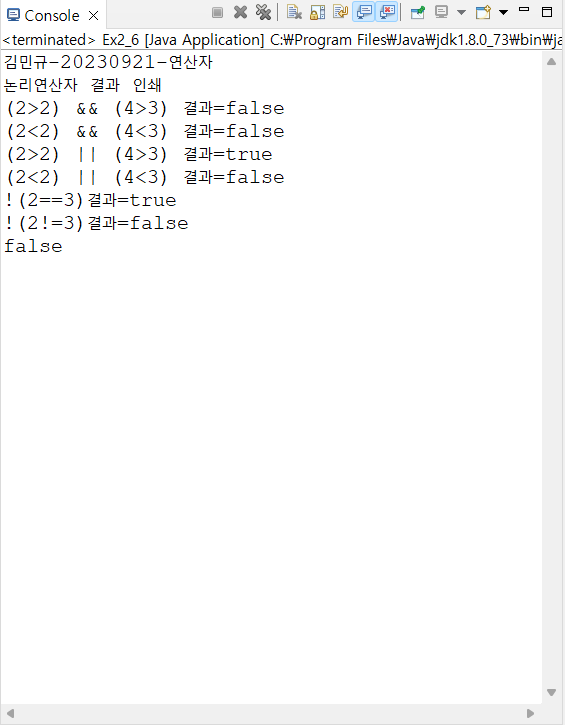 Console
<terminated> Ex2_6 [Java Application] C:₩Program Files₩Java₩jdk1.8.0_73₩bin₩ja
김민규-20230921-연산자
논리연산자 결과 인쇄
(2>2) && (4>3) 결과=false
(2<2) && (4<3) 결과=false
(2>2) || (4>3) 결과=true
(2<2) || (4<3) 결과=false
!(2==3)결과=true
!(2!=3)결과=false
false